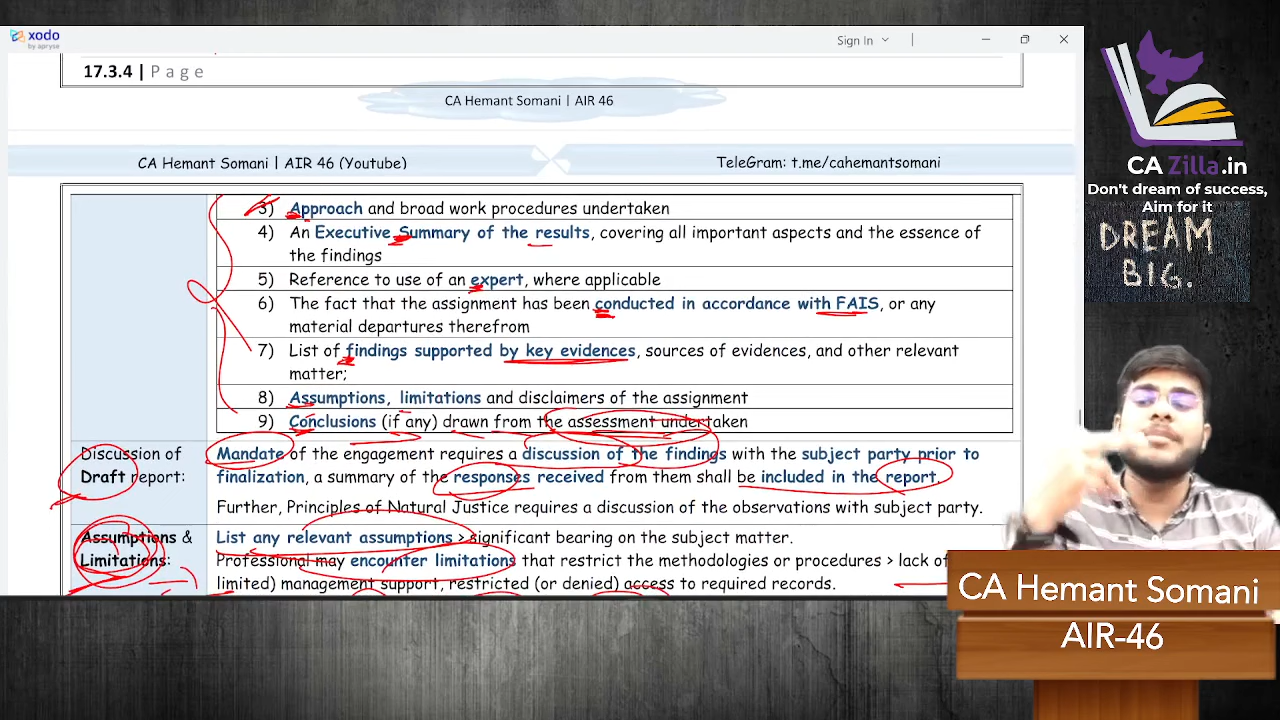 xodo
by apryse
Sign In
17.3.4 | Page
CA Hemant Somani | AIR 46
CA Hemant Somani | AIR 46 (Youtube)
TeleGram: t.me/cahemantsomani
3) Approach and broad work procedures undertaken
4) An Executive Summary of the results, covering all important aspects and the essence of
the findings
5) Reference to use of an expert, where applicable
6) The fact that the assignment has been conducted in accordance with FAIS, or any
material departures therefrom
7) List of findings supported by key evidences, sources of evidences, and other relevant
matter;
8) Assumptions, limitations and disclaimers of the assignment
9) Conclusions (if any) drawn from the assessment undertaken
Discussion of
Draft report:
Mandate of the engagement requires a discussion of the findings with the subject party prior to
finalization, a summary of the responses received from them shall be included in the report.
Further, Principles of Natural Justice requires a discussion of the observations with subject party.
Assumptions &
Limitations:
List any relevant assumptions > significant bearing on the subject matter.
Professional may encounter limitations that restrict the methodologies or procedures > lack of
limited) management support, restricted (or denied) access to required records.
CA Zilla.in
Don't dream of success,
Aim for it
DREAM
BIG.
CA Hemant Somani
AIR-46